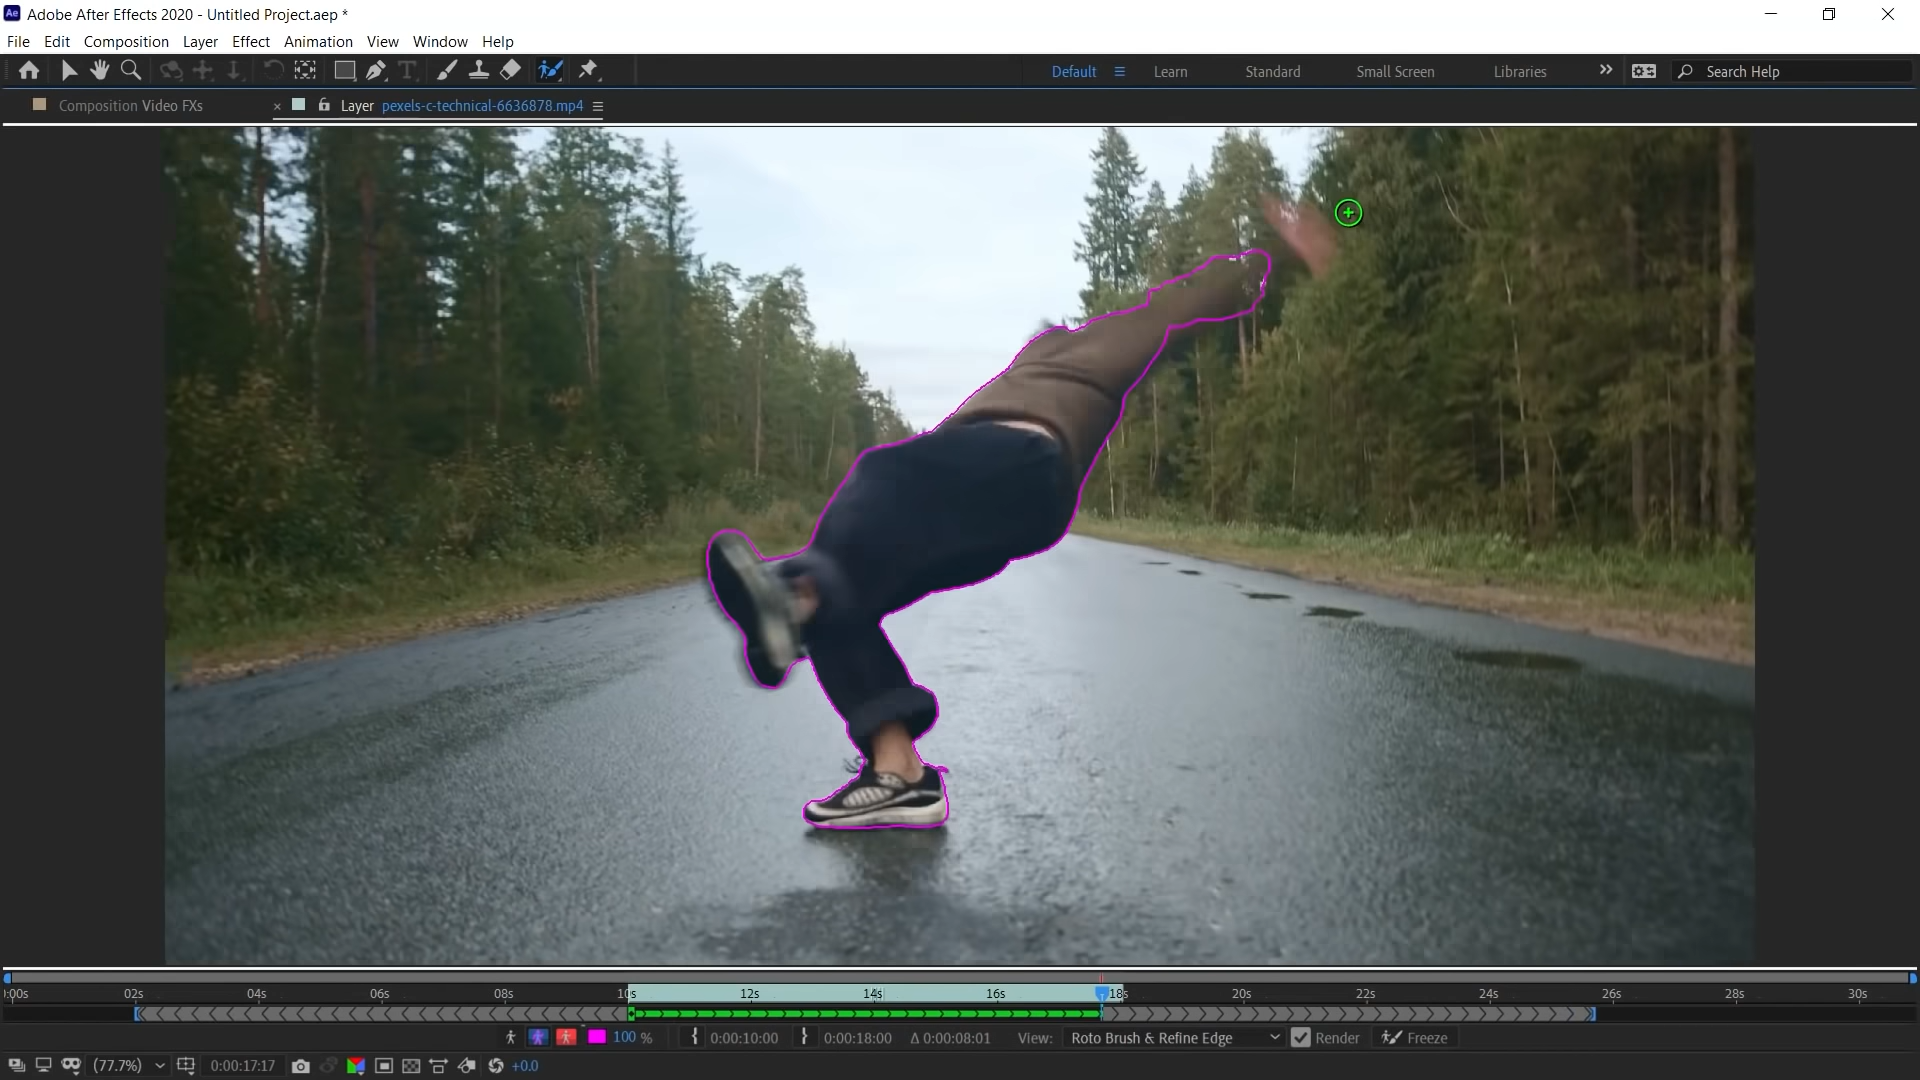 Ae Adobe After Effects 2020 - Untitled Project.aep *
File Edit Composition Layer Effect Animation View Window Help
Default Learn Standard Small Screen Libraries Search Help
Composition Video FXs × Layer pexels-c-technical-6636878.mp4
):00s 02s 04s 06s 08s 10s 12s 14s 16s 18s 20s 22s 24s 26s 28s 30s
100 % 0:00:10:00 0:00:18:00 Δ 0:00:08:01 View: Roto Brush & Refine Edge Render Freeze
(77.7%) 0:00:17:17 +0.0